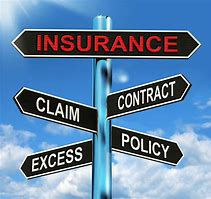 INSURANCE
CLAIM
CONTRACT
EXCESS
POLICY